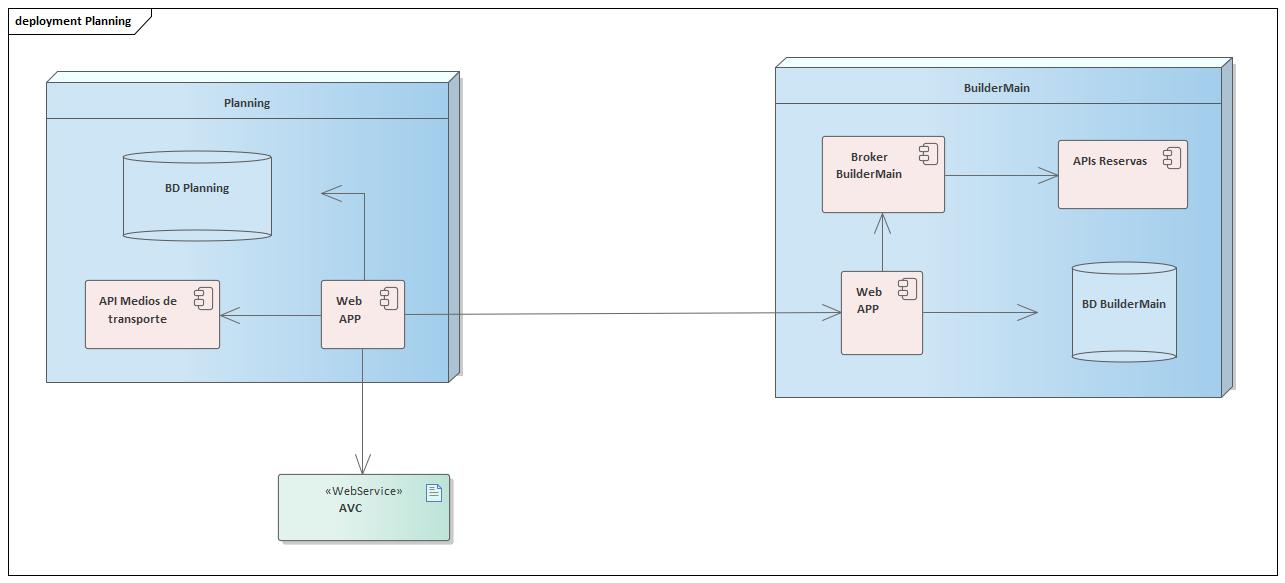 deployment Planning
Planning
BD Planning
API Medios de
transporte
Web
APP
«WebService»
AVC
BuilderMain
Broker
BuilderMain
APIs Reservas
Web
APP
BD BuilderMain